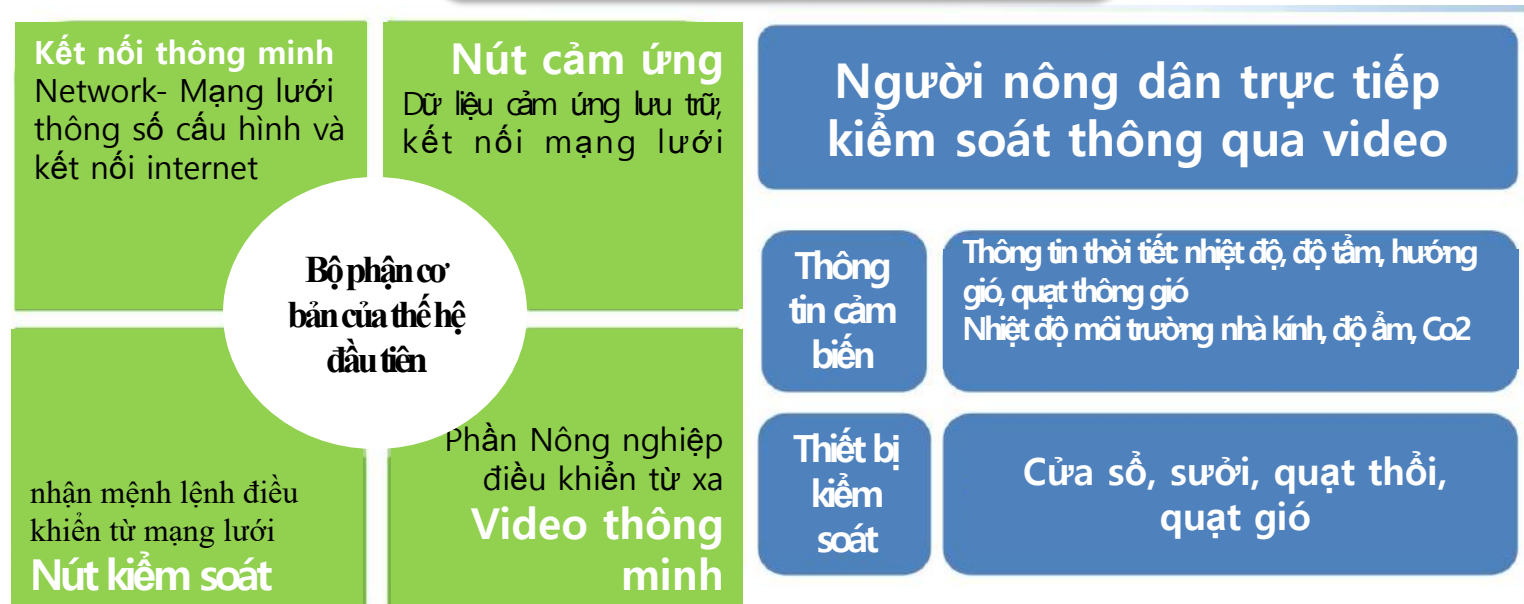 Kết nối thông minh
Network- Mạng lưới
thông số cấu hình và
kết nối internet
Nút cảm ứng
Dữ liệu cảm ứng lưu trữ,
kết nối mạng lưới
Bộ phận cơ
bản của thế hệ
đầu tiên
nhận mệnh lệnh điều
khiển từ mạng lưới
Nút kiểm soát
Phần Nông nghiệp
điều khiển từ xa
Video thông
minh
Người nông dân trực tiếp
kiểm soát thông qua video
Thông
tin cảm
biến
Thông tin thời tiết: nhiệt độ, độ tẩm, hướng
gió, quạt thông gió
Nhiệt độ môi trường nhà kính, độ ẩm, Co2
Thiết bị
kiểm
soát
Cửa sổ, sưởi, quạt thổi,
quạt gió